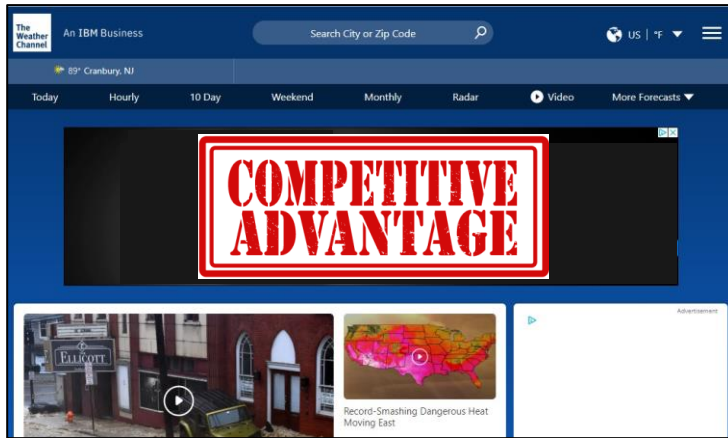 The
Weather
Channel
An IBM Business
Search City or Zip Code
US | °F
89° Cranbury, NJ
Today
Hourly
10 Day
Weekend
Monthly
Radar
Video
More Forecasts
COMPETITIVE
ADVANTAGE
Advertisement
ELLICOTT
Record-Smashing Dangerous Heat
Moving East